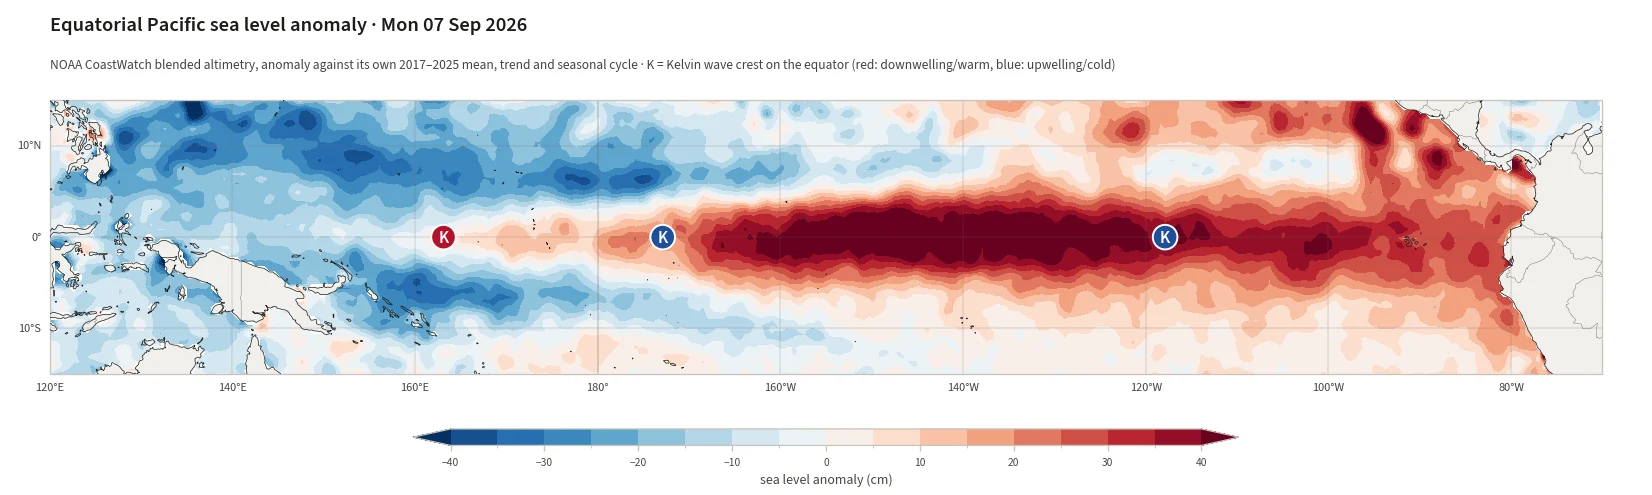 Equatorial Pacific sea level anomaly · Mon 07 Sep 2026
NOAA CoastWatch blended altimetry, anomaly against its own 2017–2025 mean, trend and seasonal cycle · K = Kelvin wave crest on the equator (red: downwelling/warm, blue: upwelling/cold)
10°N
0°
K K K
10°S
120°E 140°E 160°E 180° 160°W 140°W 120°W 100°W 80°W
−40 −30 −20 −10 0 10 20 30 40
sea level anomaly (cm)